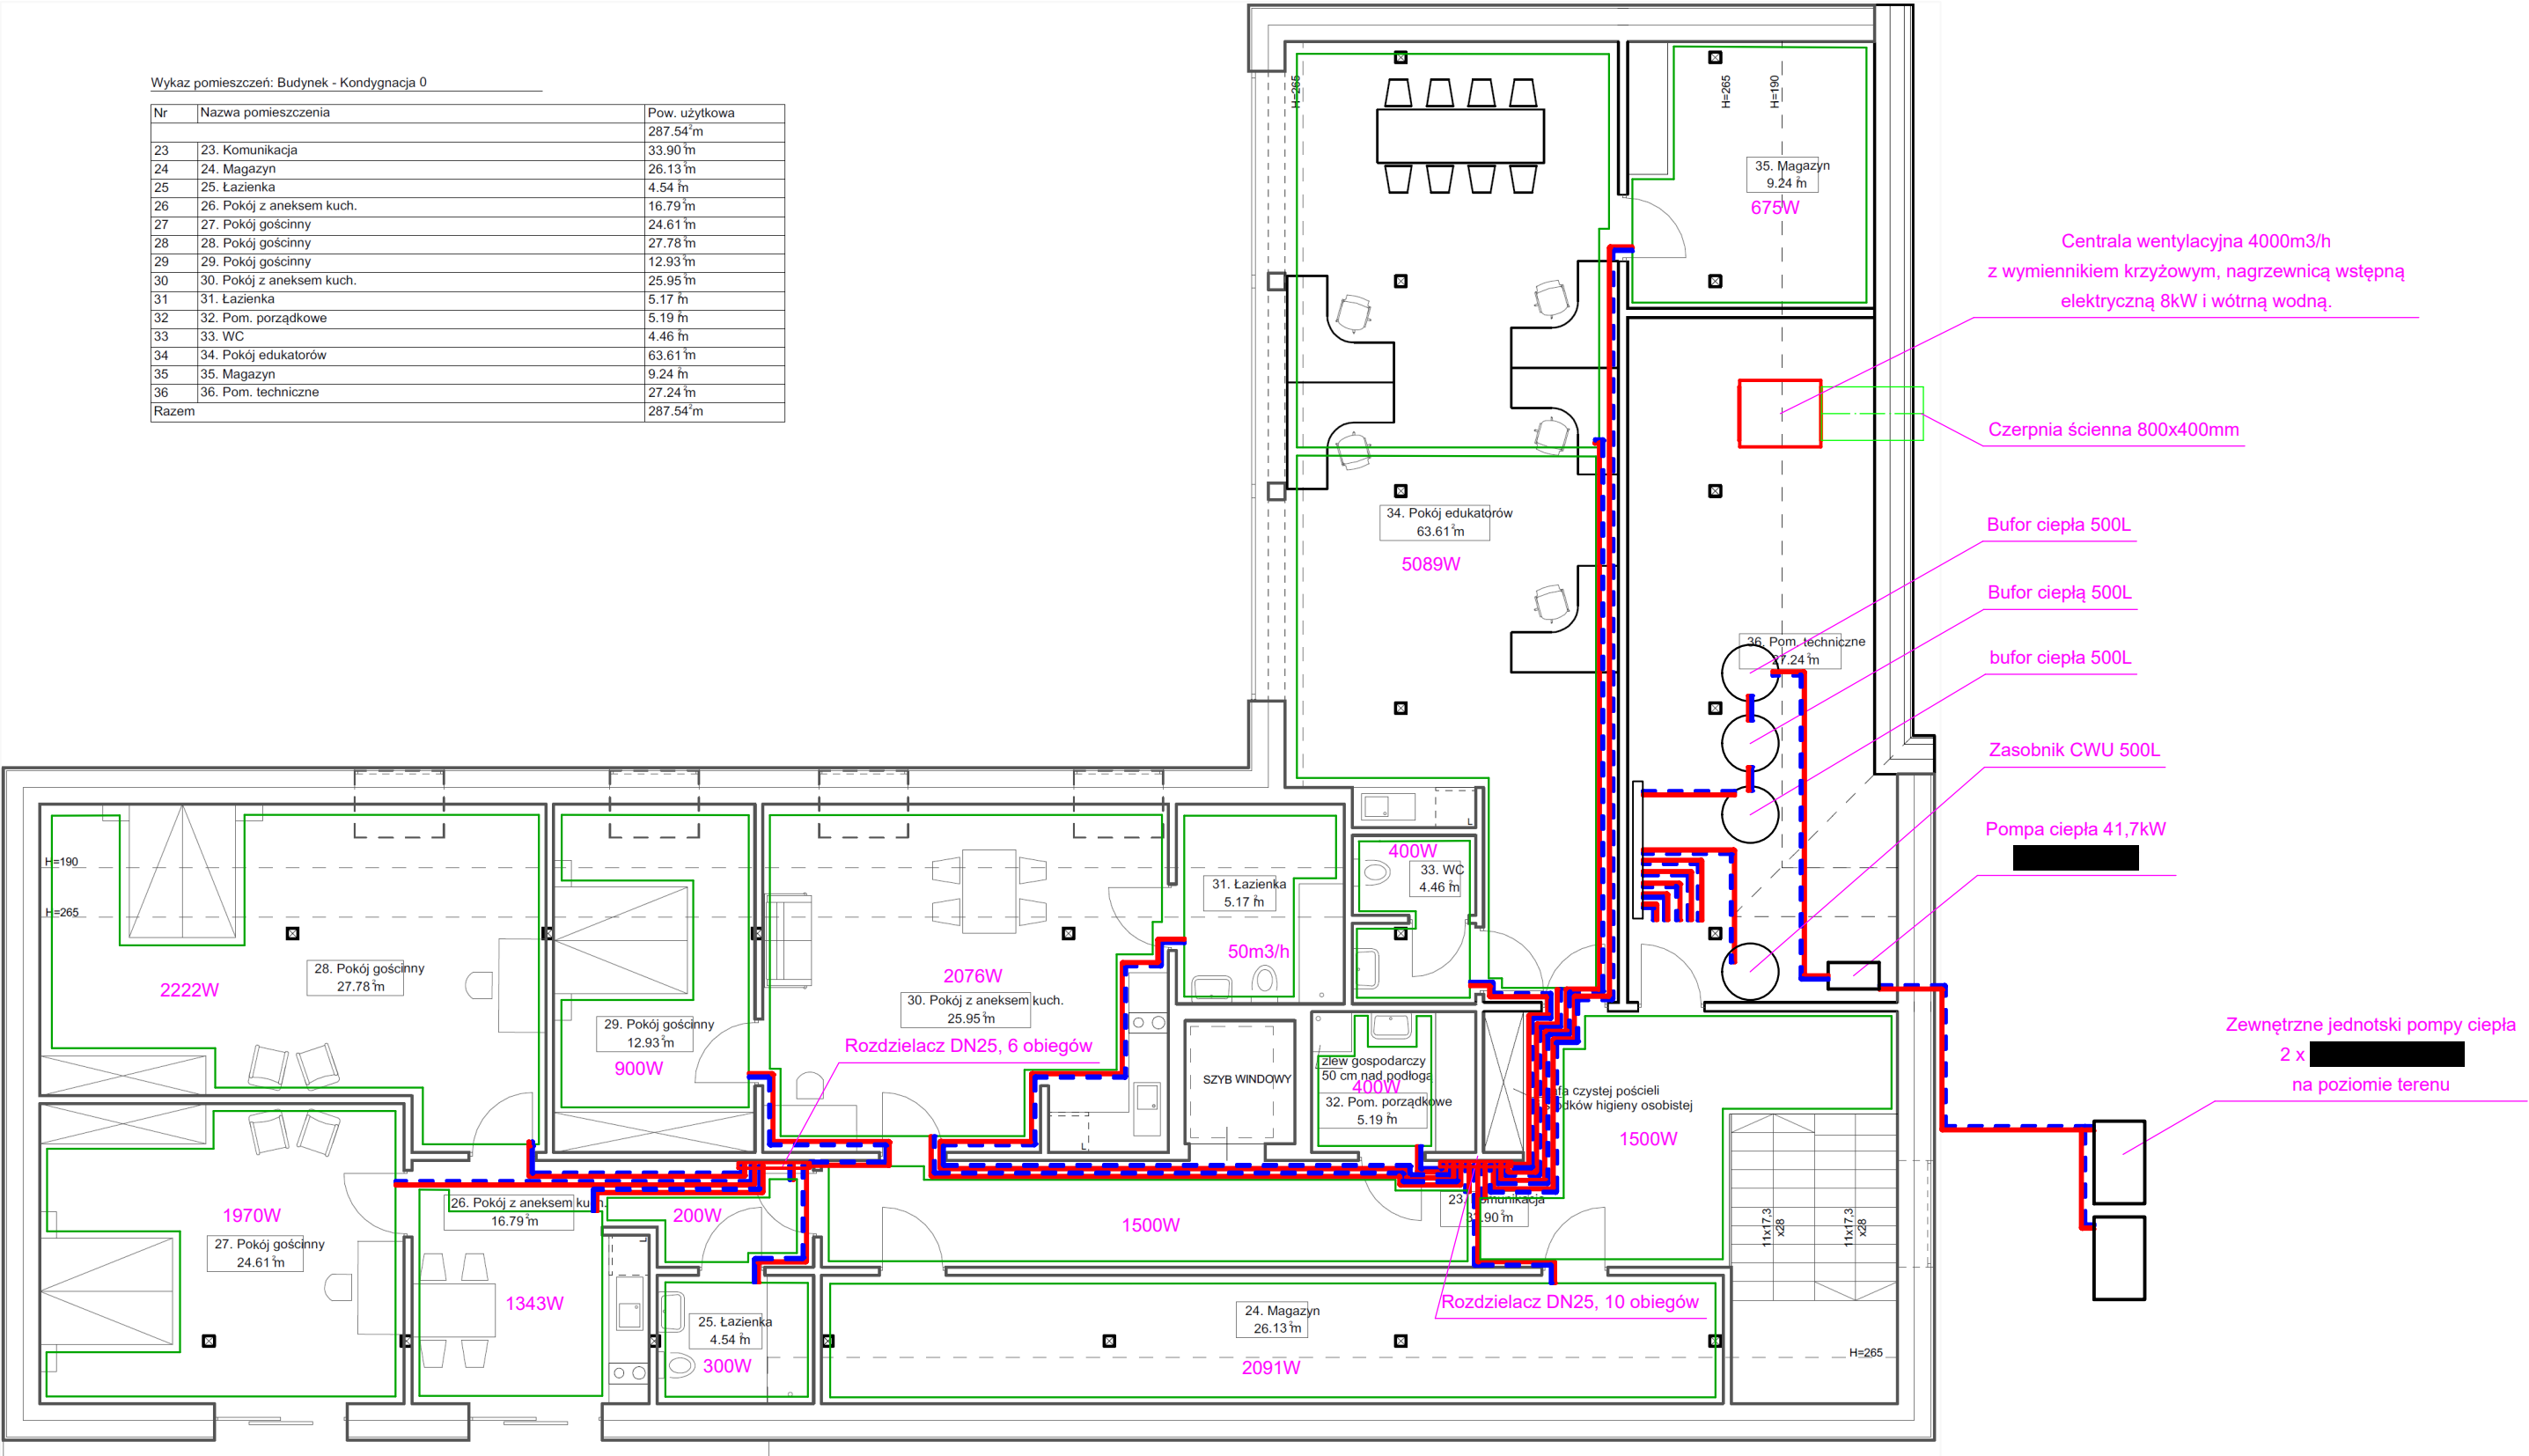 Wykaz pomieszczeń: Budynek - Kondygnacja 0
Nr Nazwa pomieszczenia Pow. użytkowa
287.54 m²
23 23. Komunikacja 33.90 m²
24 24. Magazyn 26.13 m²
25 25. Łazienka 4.54 m²
26 26. Pokój z aneksem kuch. 16.79 m²
27 27. Pokój gościnny 24.61 m²
28 28. Pokój gościnny 27.78 m²
29 29. Pokój gościnny 12.93 m²
30 30. Pokój z aneksem kuch. 25.95 m²
31 31. Łazienka 5.17 m²
32 32. Pom. porządkowe 5.19 m²
33 33. WC 4.46 m²
34 34. Pokój edukatorów 63.61 m²
35 35. Magazyn 9.24 m²
36 36. Pom. techniczne 27.24 m²
Razem 287.54 m²
H=265
H=265
H=190
35. Magazyn
9.24 m²
675W
Centrala wentylacyjna 4000m3/h
z wymiennikiem krzyżowym, nagrzewnicą wstępną
elektryczną 8kW i wótrną wodną.
Czerpnia ścienna 800x400mm
34. Pokój edukatorów
63.61 m²
5089W
Bufor ciepła 500L
Bufor ciepłą 500L
bufor ciepła 500L
36. Pom. techniczne
27.24 m²
Zasobnik CWU 500L
Pompa ciepła 41,7kW
L
H=190
H=265
400W
33. WC
4.46 m²
31. Łazienka
5.17 m²
50m3/h
28. Pokój gościnny
27.78 m²
2222W
2076W
30. Pokój z aneksem kuch.
25.95 m²
29. Pokój gościnny
12.93 m²
900W
Rozdzielacz DN25, 6 obiegów
SZYB WINDOWY
zlew gospodarczy
50 cm nad podłogą
400W
32. Pom. porządkowe
5.19 m²
czystej pościeli
higieny osobistej
1500W
Zewnętrzne jednotski pompy ciepła
2 x
na poziomie terenu
L
26. Pokój z aneksem
16.79 m²
200W
1970W
27. Pokój gościnny
24.61 m²
1500W
23.
L
11x17,3
x28
11x17,3
x28
1343W
25. Łazienka
4.54 m²
300W
24. Magazyn
26.13 m²
2091W
Rozdzielacz DN25, 10 obiegów
H=265